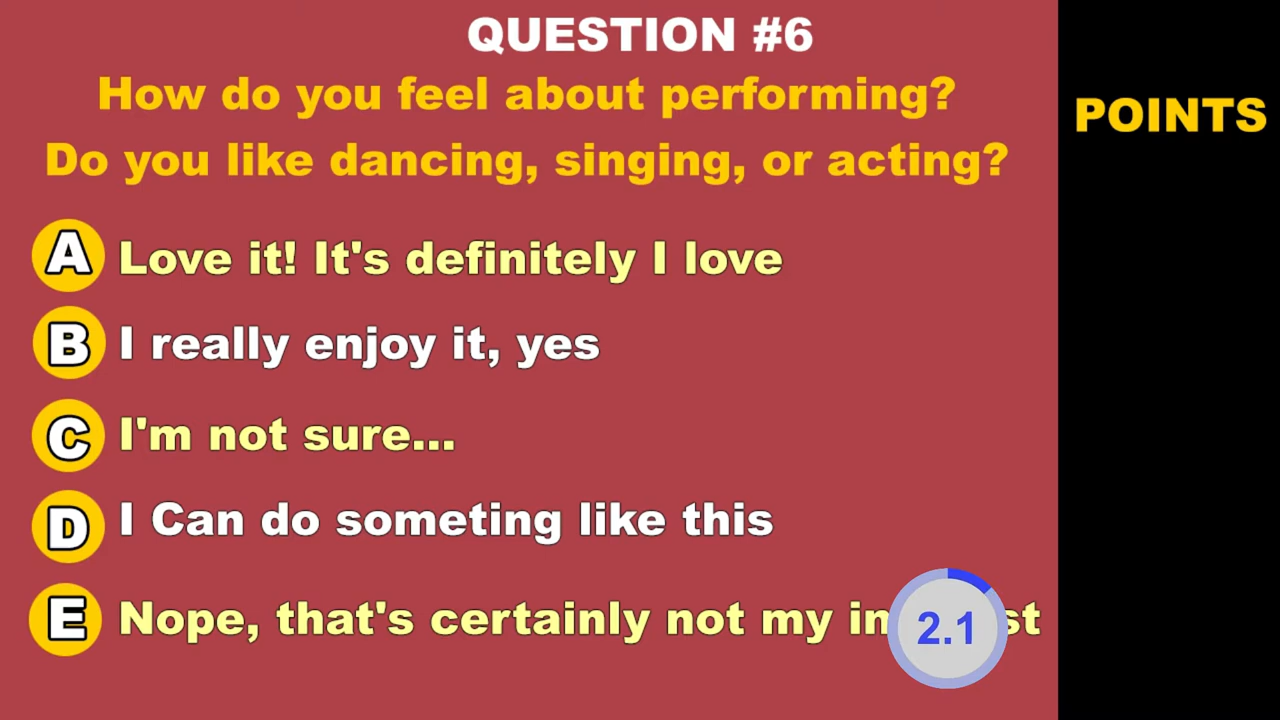 QUESTION #6
How do you feel about performing?
Do you like dancing, singing, or acting?
POINTS
A Love it! It's definitely I love
B I really enjoy it, yes
C I'm not sure...
D I Can do someting like this
E Nope, that's certainly not my
2.1